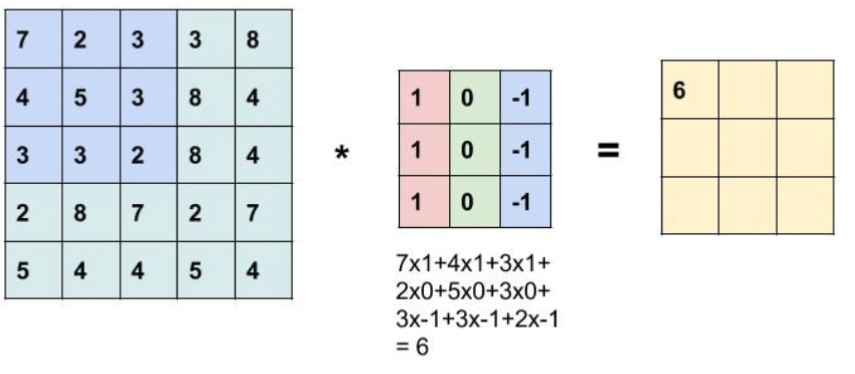 7 2 3 3 8
4 5 3 8 4
3 3 2 8 4
2 8 7 2 7
5 4 4 5 4
*
1 0 -1
1 0 -1
1 0 -1
7x1+4x1+3x1+
2x0+5x0+3x0+
3x-1+3x-1+2x-1
= 6
=
6